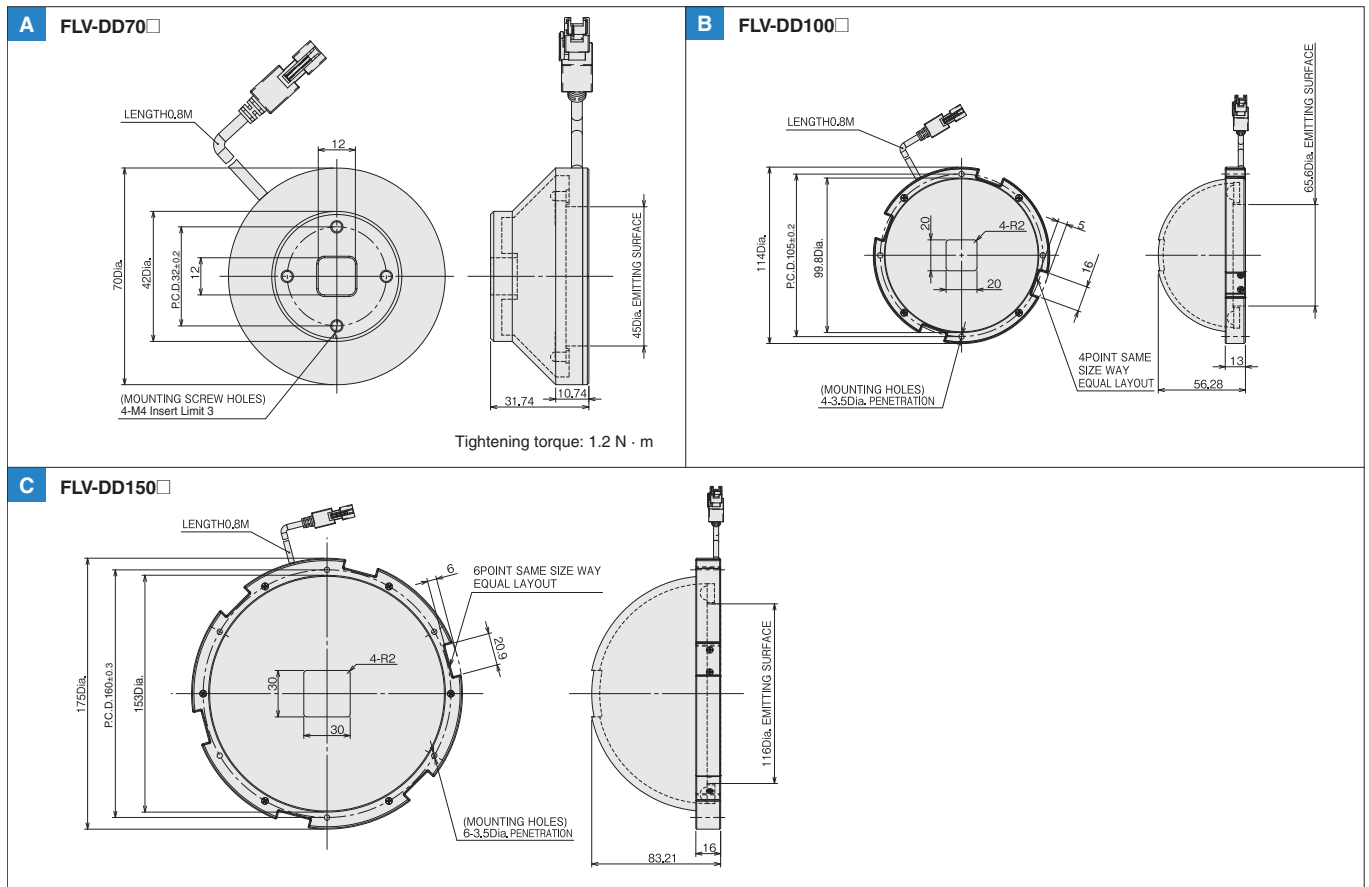 A FLV-DD70□
LENGTH0.8M
12
70Dia.
42Dia.
P.C.D.32±0.2
12
(MOUNTING SCREW HOLES)
4-M4 Insert Limit 3
45Dia. EMITTING SURFACE
10.74
31.74
Tightening torque: 1.2 N · m
B FLV-DD100□
LENGTH0.8M
114Dia.
P.C.D.105±0.2
99.8Dia.
20
4-R2
20
5
16
(MOUNTING HOLES)
4-3.5Dia. PENETRATION
4POINT SAME
SIZE WAY
EQUAL LAYOUT
65.6Dia. EMITTING SURFACE
13
56.28
C FLV-DD150□
LENGTH0.8M
175Dia.
P.C.D.160±0.3
153Dia.
30
4-R2
30
6
6POINT SAME SIZE WAY
EQUAL LAYOUT
20.9
(MOUNTING HOLES)
6-3.5Dia. PENETRATION
116Dia. EMITTING SURFACE
16
83.21